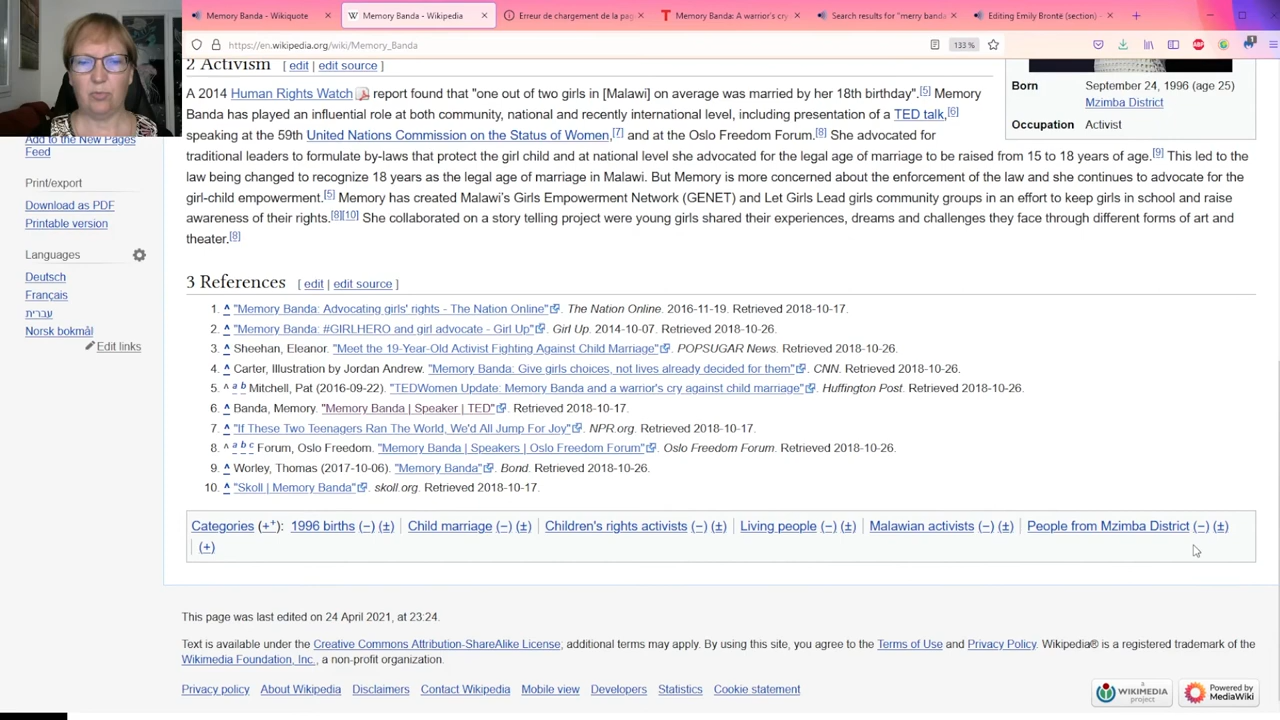 Memory Banda - Wikiquote
Memory Banda - Wikipedia
Erreur de chargement de la pag
Memory Banda: A warrior's cry
Search results for "merry banda
Editing Emily Brontë (section) -
https://en.wikipedia.org/wiki/Memory_Banda
133 %
2 Activism [ edit | edit source ]
A 2014 Human Rights Watch report found that "one out of two girls in [Malawi] on average was married by her 18th birthday".[5] Memory
Banda has played an influential role at both community, national and recently international level, including presentation of a TED talk,[6]
speaking at the 59th United Nations Commission on the Status of Women,[7] and at the Oslo Freedom Forum.[8] She advocated for
traditional leaders to formulate by-laws that protect the girl child and at national level she advocated for the legal age of marriage to be raised from 15 to 18 years of age.[9] This led to the
law being changed to recognize 18 years as the legal age of marriage in Malawi. But Memory is more concerned about the enforcement of the law and she continues to advocate for the
girl-child empowerment.[5] Memory has created Malawi's Girls Empowerment Network (GENET) and Let Girls Lead girls community groups in an effort to keep girls in school and raise
awareness of their rights.[8][10] She collaborated on a story telling project were young girls shared their experiences, dreams and challenges they face through different forms of art and
theater.[8]
Born September 24, 1996 (age 25)
Mzimba District
Occupation Activist
Add to the New Pages
Feed
Print/export
Download as PDF
Printable version
Languages
Deutsch
Français
עברית
Norsk bokmål
Edit links
3 References [ edit | edit source ]
1. ^ "Memory Banda: Advocating girls' rights - The Nation Online". The Nation Online. 2016-11-19. Retrieved 2018-10-17.
2. ^ "Memory Banda: #GIRLHERO and girl advocate - Girl Up". Girl Up. 2014-10-07. Retrieved 2018-10-26.
3. ^ Sheehan, Eleanor. "Meet the 19-Year-Old Activist Fighting Against Child Marriage". POPSUGAR News. Retrieved 2018-10-26.
4. ^ Carter, Illustration by Jordan Andrew. "Memory Banda: Give girls choices, not lives already decided for them". CNN. Retrieved 2018-10-26.
5. ^ a b Mitchell, Pat (2016-09-22). "TEDWomen Update: Memory Banda and a warrior's cry against child marriage". Huffington Post. Retrieved 2018-10-26.
6. ^ Banda, Memory. "Memory Banda | Speaker | TED". Retrieved 2018-10-17.
7. ^ "If These Two Teenagers Ran The World, We'd All Jump For Joy". NPR.org. Retrieved 2018-10-17.
8. ^ a b c Forum, Oslo Freedom. "Memory Banda | Speakers | Oslo Freedom Forum". Oslo Freedom Forum. Retrieved 2018-10-26.
9. ^ Worley, Thomas (2017-10-06). "Memory Banda". Bond. Retrieved 2018-10-26.
10. ^ "Skoll | Memory Banda". skoll.org. Retrieved 2018-10-17.
Categories (+⁺): 1996 births (−) (±) | Child marriage (−) (±) | Children's rights activists (−) (±) | Living people (−) (±) | Malawian activists (−) (±) | People from Mzimba District (−) (±)
| (+)
This page was last edited on 24 April 2021, at 23:24.
Text is available under the Creative Commons Attribution-ShareAlike License; additional terms may apply. By using this site, you agree to the Terms of Use and Privacy Policy. Wikipedia® is a registered trademark of the
Wikimedia Foundation, Inc., a non-profit organization.
Privacy policy About Wikipedia Disclaimers Contact Wikipedia Mobile view Developers Statistics Cookie statement
A WIKIMEDIA project
Powered by MediaWiki